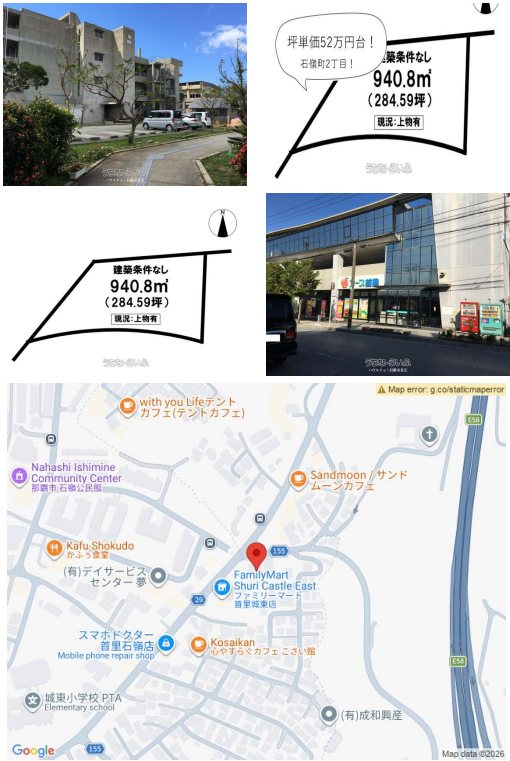 坪単価52万円台！
石嶺町2丁目！
建築条件なし
940.8㎡
(284.59坪)
現況：上物有
N
建築条件なし
940.8㎡
(284.59坪)
現況：上物有
Map error: g.co/staticmaperror
E58
with you Lifeテント
カフェ(テントカフェ)
Nahashi Ishimine
Community Center
那覇市 石嶺公民館
Sandmoon / サンド
ムーンカフェ
Kafu Shokudo
かふぅ食堂
155
(有)デイサービス
センター 夢
FamilyMart
Shuri Castle East
ファミリーマート
首里城東店
29
スマホドクター
首里石嶺店
Mobile phone repair shop
Kosaikan
心やすらぐカフェ こさい館
E58
城東小学校 PTA
Elementary school
(有)成和興産
155
Google
Map data ©2026